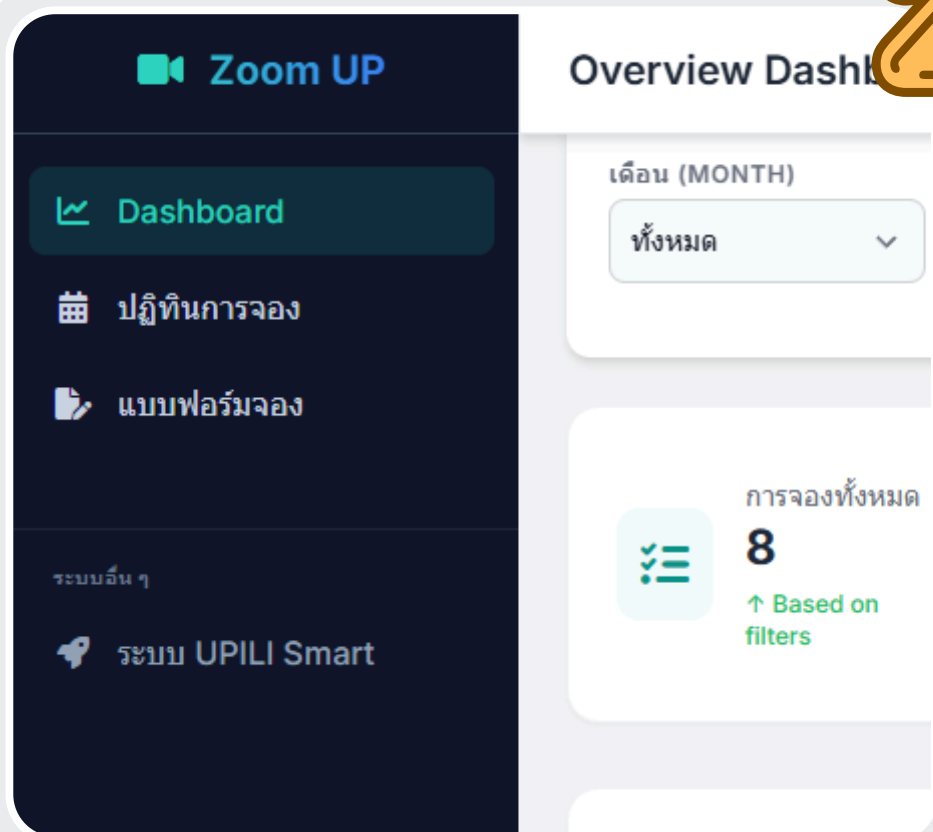 Zoom UP
Overview
Dashboard
ปฏิทินการจอง
แบบฟอร์มจอง
ระบบอื่น ๆ
ระบบ UPILI Smart
เดือน (MONTH)
ทั้งหมด
การจองทั้งหมด
8
↑ Based on
filters